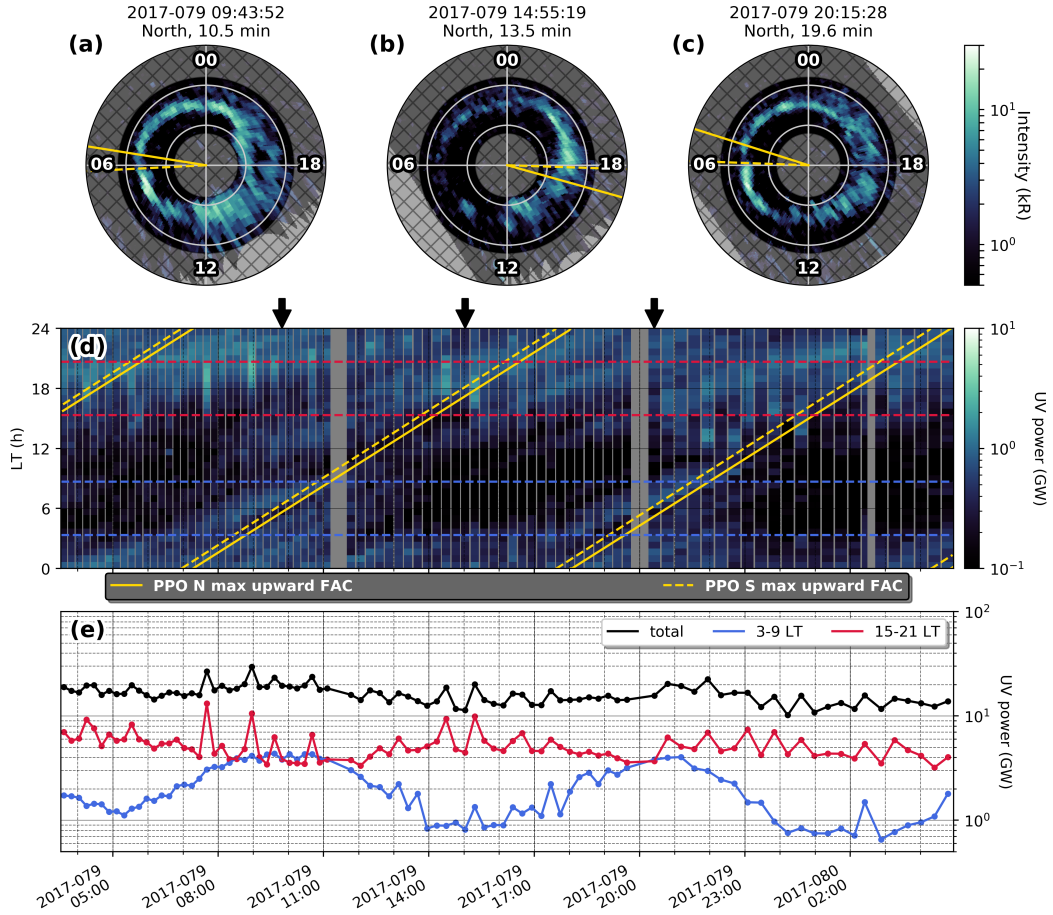 2017-079 09:43:52
North, 10.5 min
2017-079 14:55:19
North, 13.5 min
2017-079 20:15:28
North, 19.6 min
(a)
(b)
(c)
00
06
18
12
00
06
18
12
00
06
18
12
10¹
10⁰
Intensity (kR)
(d)
24
18
12
6
0
LT (h)
10¹
10⁰
10⁻¹
UV power (GW)
PPO N max upward FAC
PPO S max upward FAC
(e)
total
3-9 LT
15-21 LT
10²
10¹
10⁰
UV power (GW)
2017-079
05:00
2017-079
08:00
2017-079
11:00
2017-079
14:00
2017-079
17:00
2017-079
20:00
2017-079
23:00
2017-080
02:00